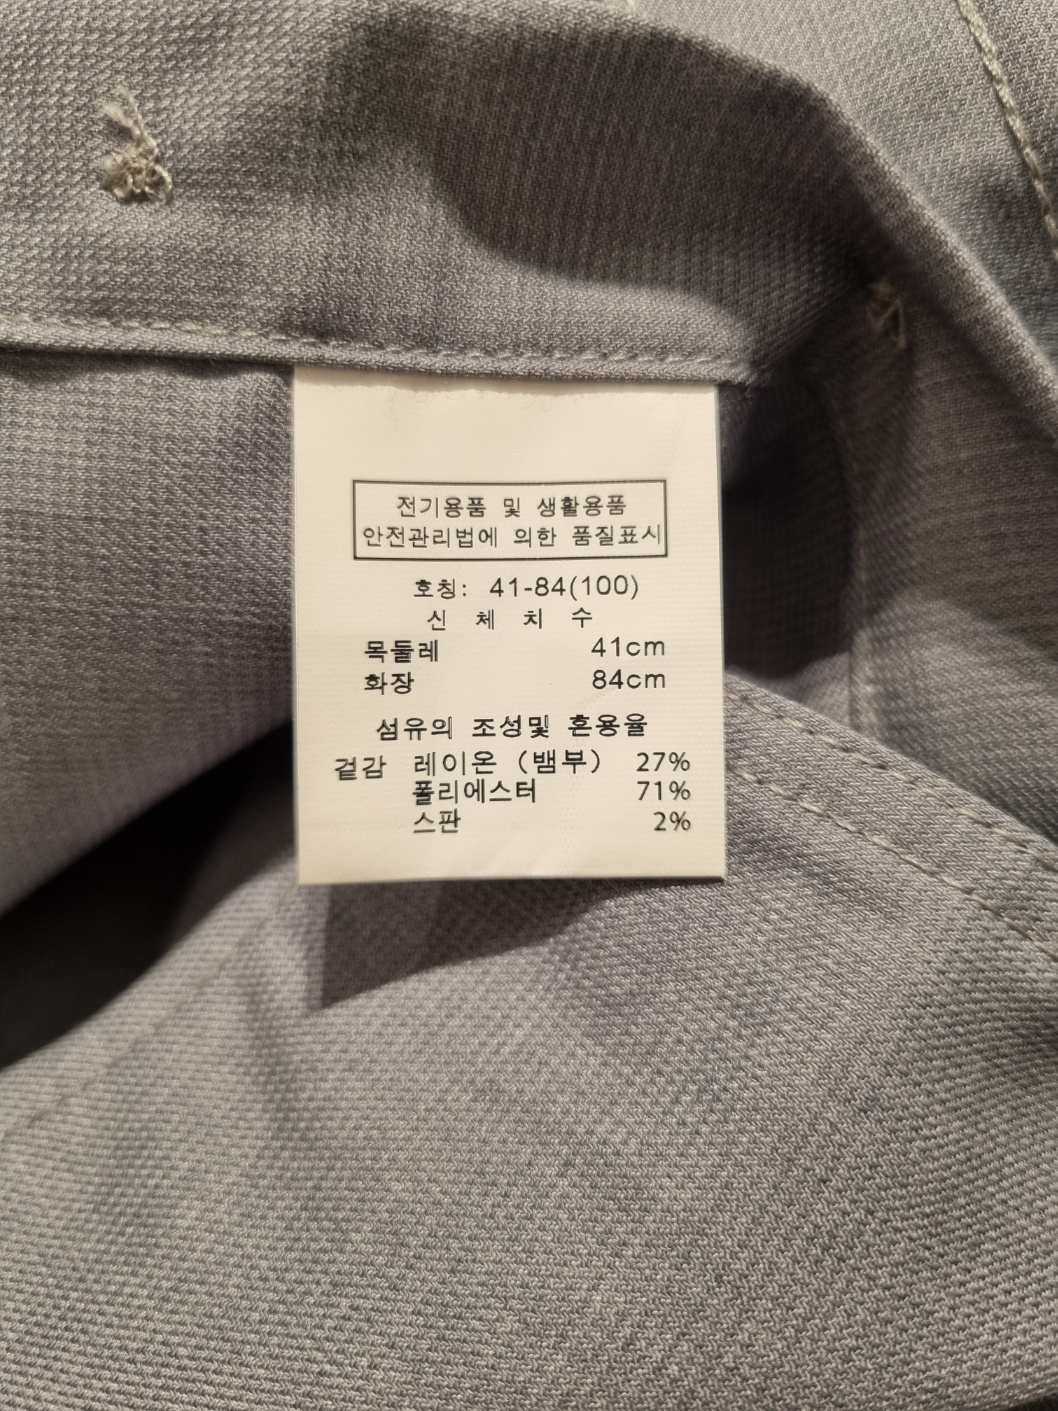 전기용품 및 생활용품
안전관리법에 의한 품질표시
호칭: 41-84(100)
신 체 치 수
목둘레 41cm
화장 84cm
섬유의 조성및 혼용율
겉감 레이온 (뱀부) 27%
폴리에스터 71%
스판 2%